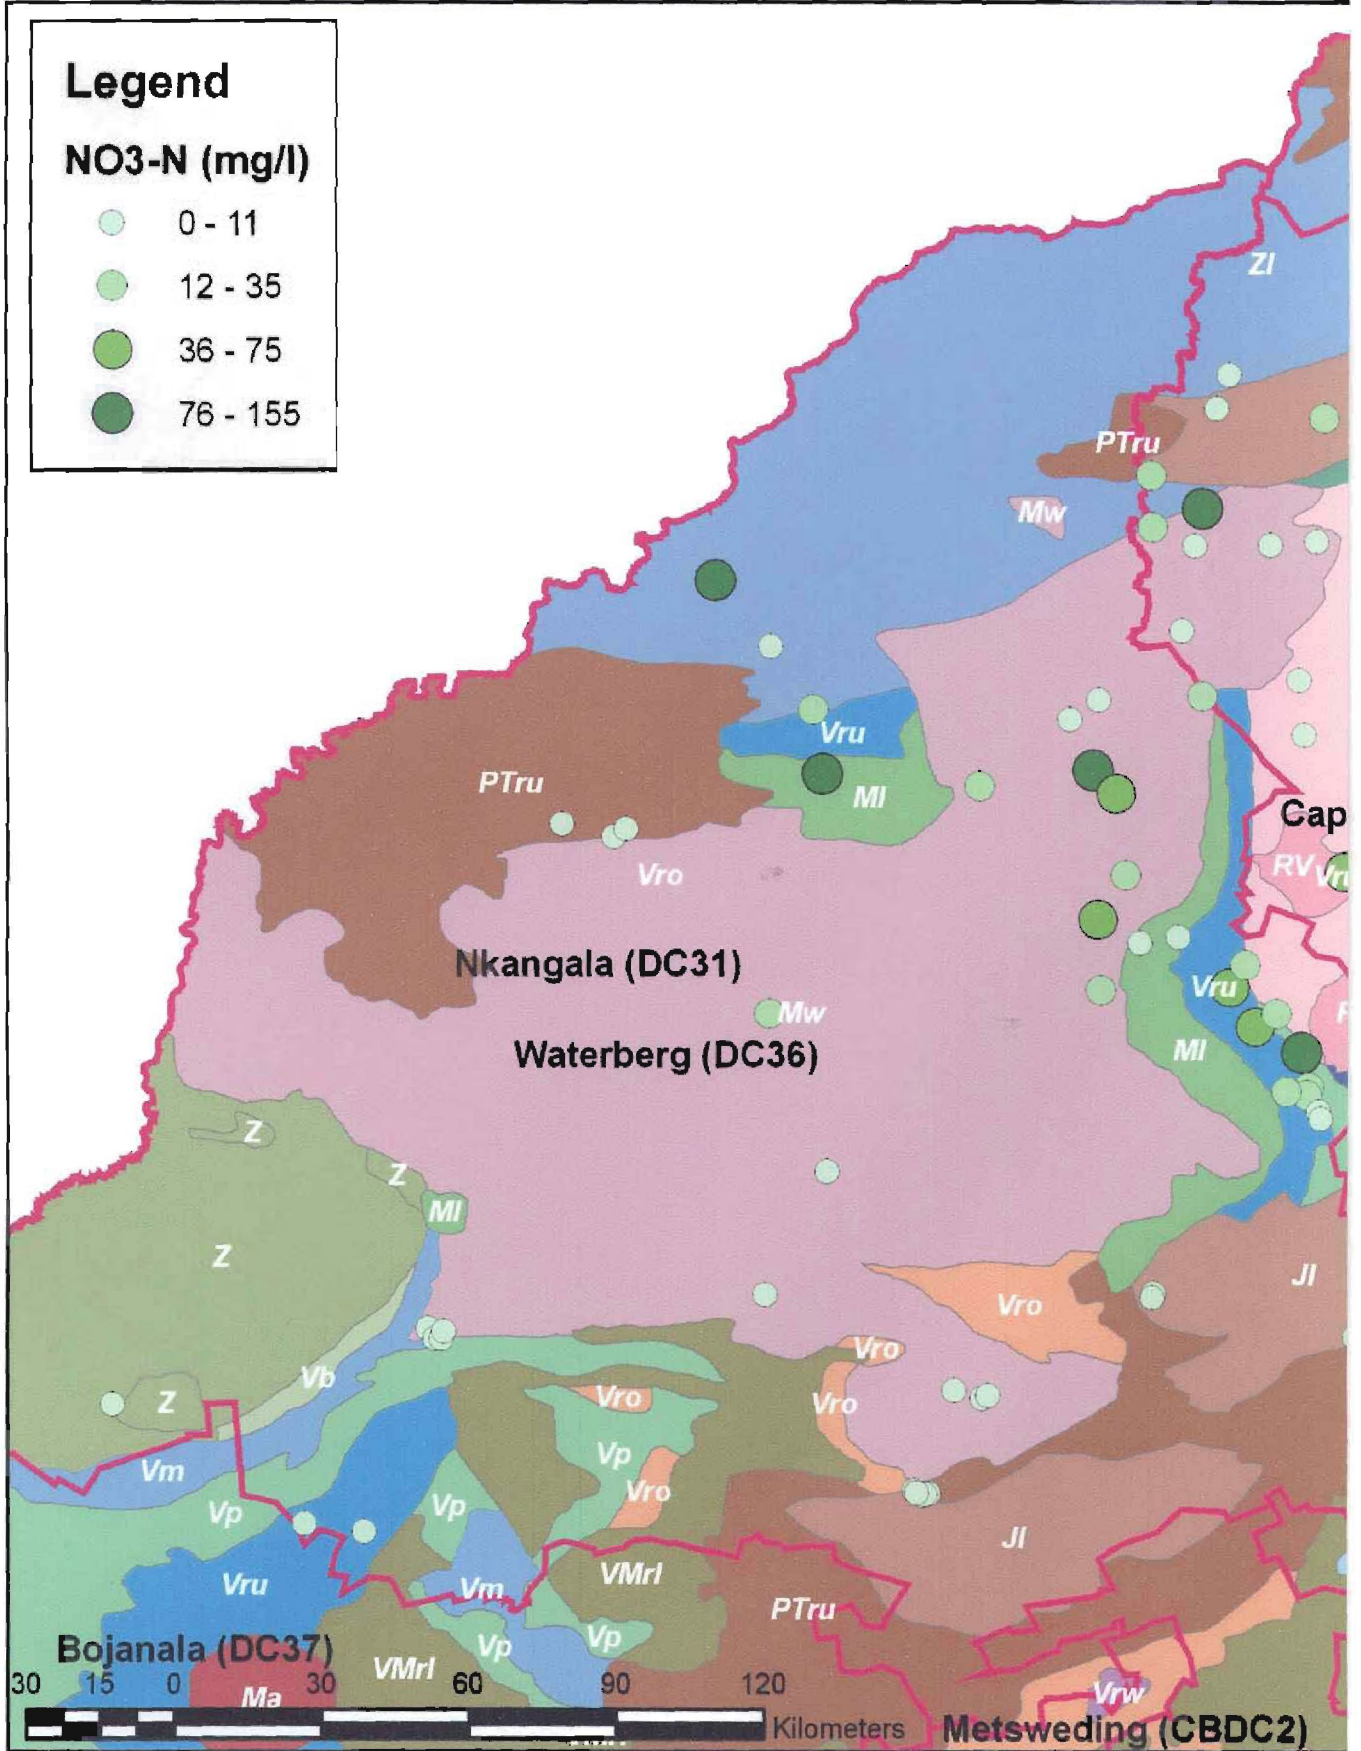 Legend
NO3-N (mg/l)
0 - 11
12 - 35
36 - 75
76 - 155
Zl
PTru
Mw
Vru
Ml
PTru
Cap
RV Vru
Vro
Nkangala (DC31)
Vru
Mw
Waterberg (DC36)
Ml
Z
Z
Ml
Z
Jl
Vro
Vro
Vb
Z
Vro
Vro
Vp
Vm
Vro
Vp
Vp
Jl
Vru
Vm
VMrl
PTru
Bojanala (DC37)
Vp
Vp
VMrl
30 15 0 30 60 90 120
Ma
Vrw
Kilometers
Metsweding (CBDC2)